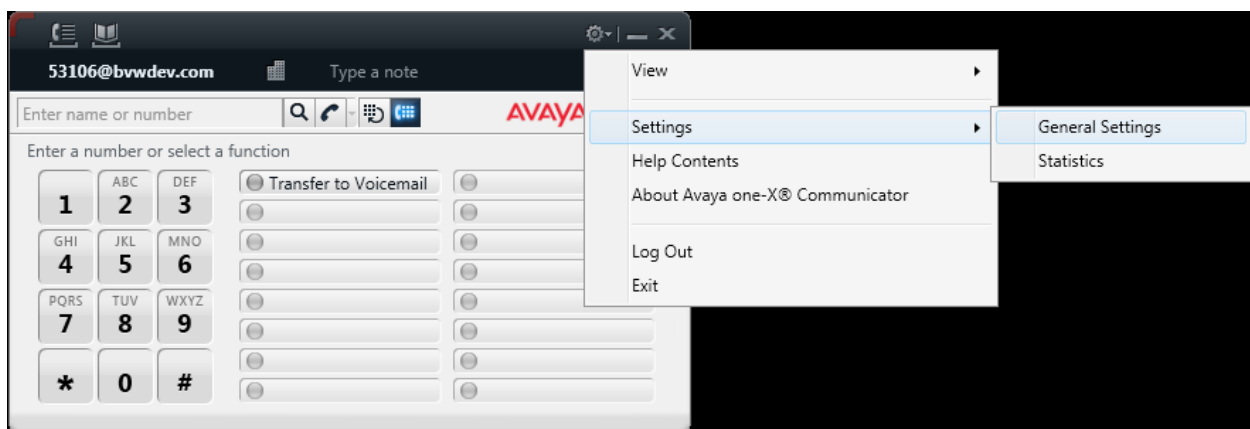 53106@bvwdev.com Type a note
Enter name or number AVAYA
Enter a number or select a function
1 ABC 2 DEF 3
GHI 4 JKL 5 MNO 6
PQRS 7 TUV 8 WXYZ 9
* 0 #
Transfer to Voicemail
View
Settings
Help Contents
About Avaya one-X® Communicator
Log Out
Exit
General Settings
Statistics